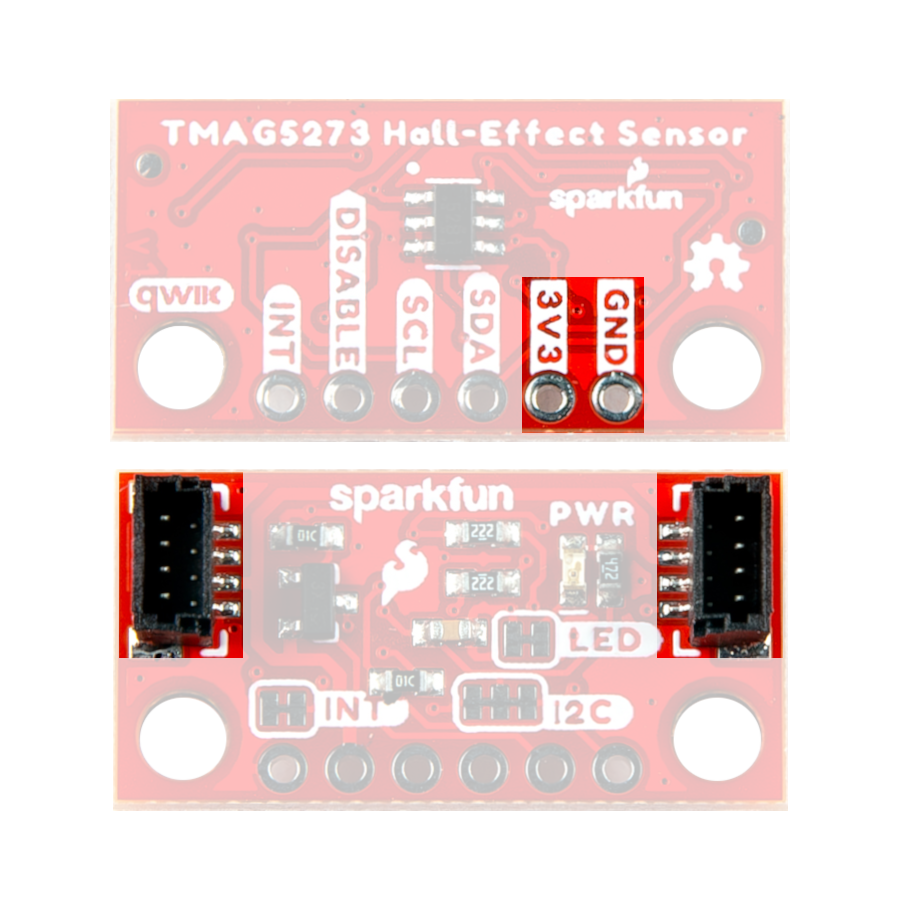 TMAG5273 Hall-Effect Sensor
sparkfun
qwiic
INT
DISABLE
SCL
SDA
3V3
GND
sparkfun
PWR
01C
222
222
472
LED
01C
INT
I2C